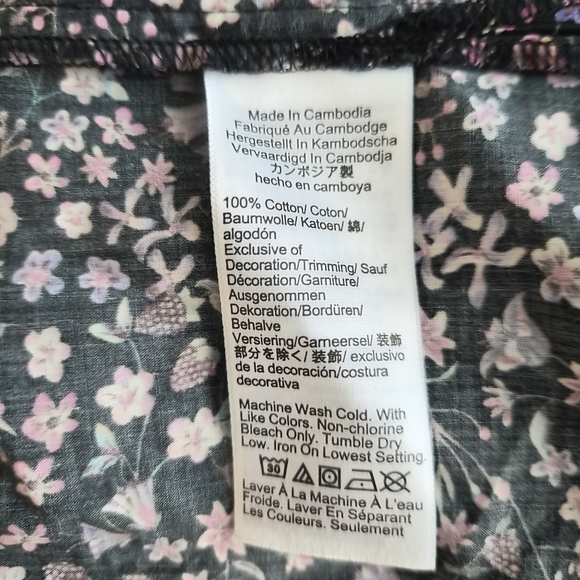 Made In Cambodia
Fabriqué Au Cambodge
Hergestellt In Kambodscha
Vervaardigd In Cambodja
カンボジア製
hecho en camboya
100% Cotton/ Coton/
Baumwolle/ Katoen/ 綿/
algodón
Exclusive of
Decoration/Trimming/ Sauf
Décoration/Garniture/
Ausgenommen
Dekoration/Bordüren/
Behalve
Versiering/Garneersel/ 装飾
部分を除く/ 装飾/ exclusivo
de la decoración/costura
decorativa
Machine Wash Cold. With
Like Colors. Non-chlorine
Bleach Only. Tumble Dry
Low. Iron On Lowest Setting.
30
Laver À La Machine À L'eau
Froide. Laver En Séparant
Les Couleurs. Seulement